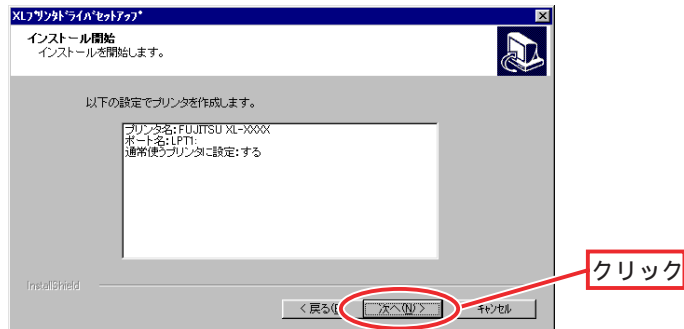 XLﾌﾟﾘﾝﾀﾄﾞﾗｲﾊﾞｾｯﾄｱｯﾌﾟ
インストール開始
インストールを開始します。
以下の設定でプリンタを作成します。
プリンタ名：FUJITSU XL-XXXX
ポート名：LPT1:
通常使うプリンタに設定：する
クリック
InstallShield
< 戻る(
次へ(N) >
ｷｬﾝｾﾙ